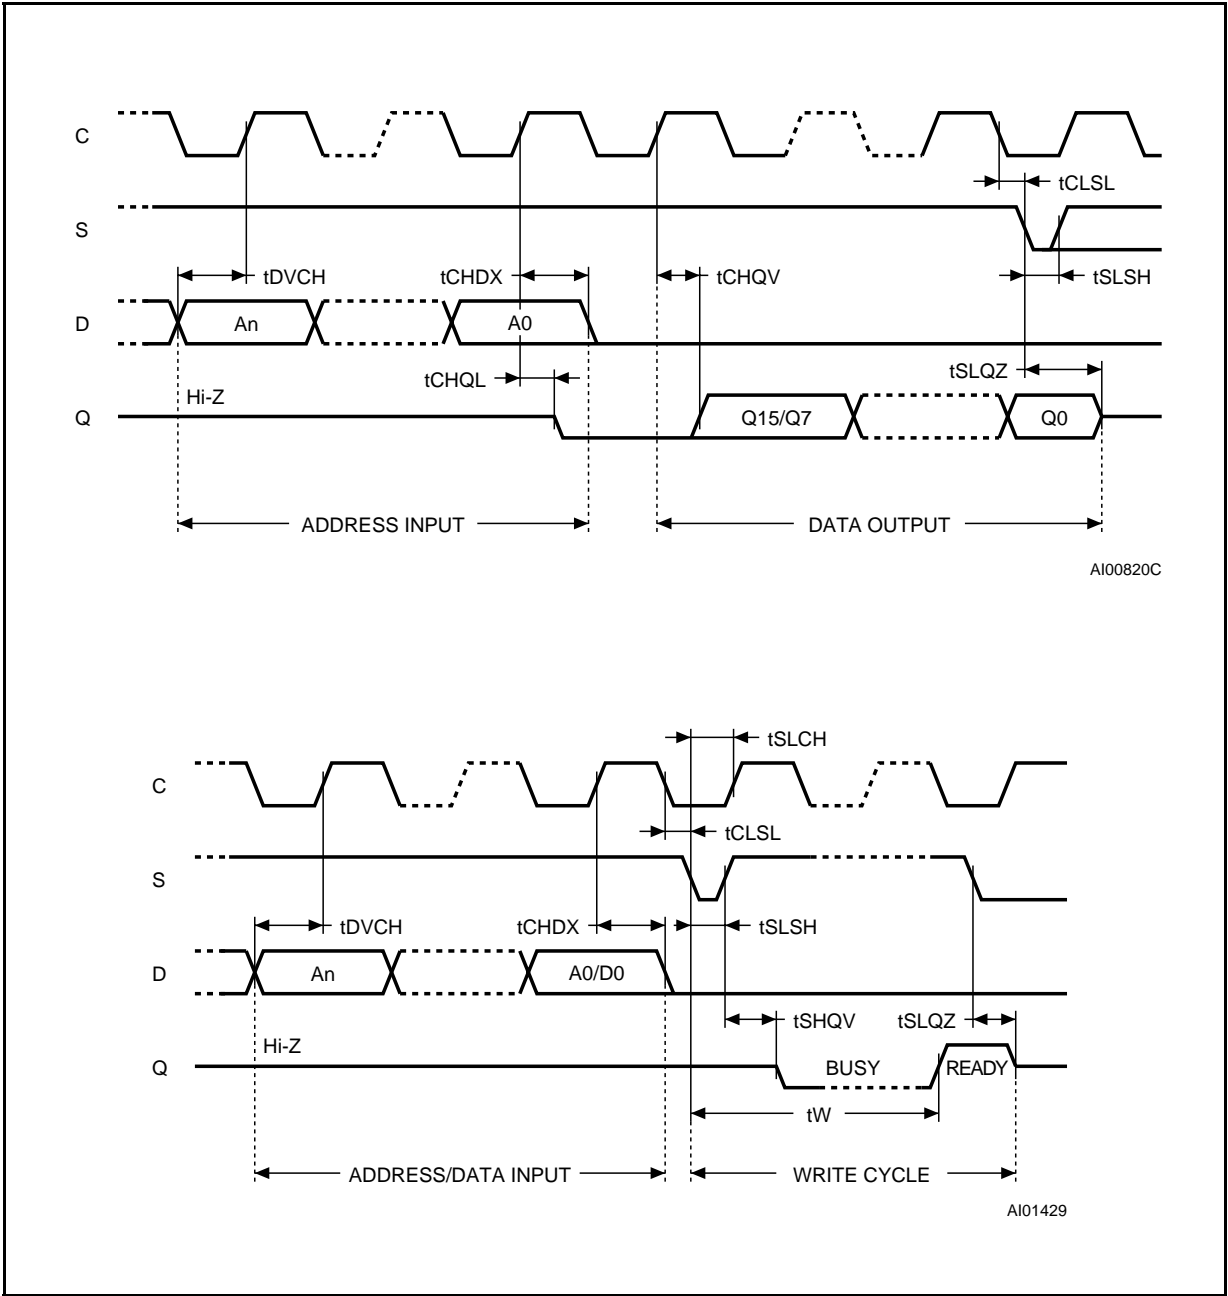 C
tCLSL
S
tDVCH
tCHDX
tCHQV
tSLSH
D
An
A0
tCHQL
tSLQZ
Hi-Z
Q
Q15/Q7
Q0
ADDRESS INPUT
DATA OUTPUT
AI00820C
tSLCH
C
tCLSL
S
tDVCH
tCHDX
tSLSH
D
An
A0/D0
tSHQV
tSLQZ
Hi-Z
Q
BUSY
READY
tW
ADDRESS/DATA INPUT
WRITE CYCLE
AI01429